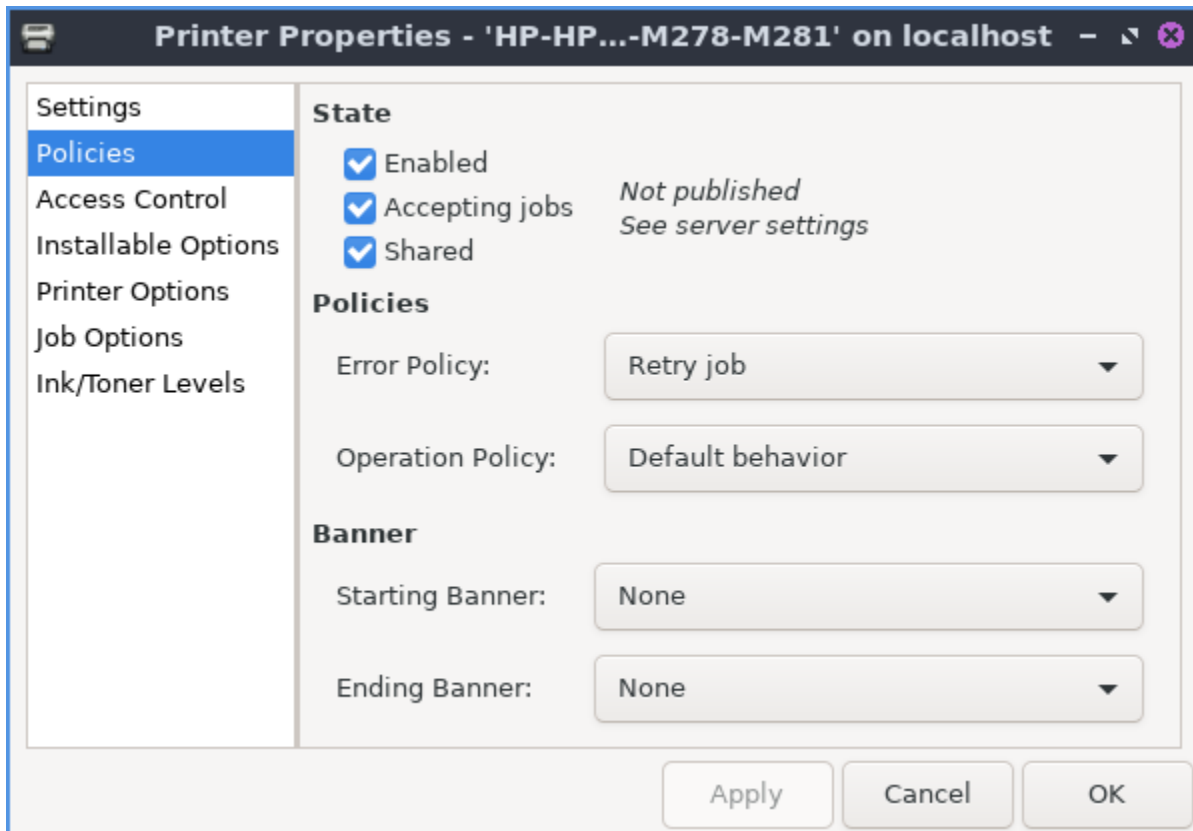 Printer Properties - 'HP-HP...-M278-M281' on localhost
Settings
Policies
Access Control
Installable Options
Printer Options
Job Options
Ink/Toner Levels
State
Enabled
Accepting jobs
Shared
Not published
See server settings
Policies
Error Policy: Retry job
Operation Policy: Default behavior
Banner
Starting Banner: None
Ending Banner: None
Apply Cancel OK